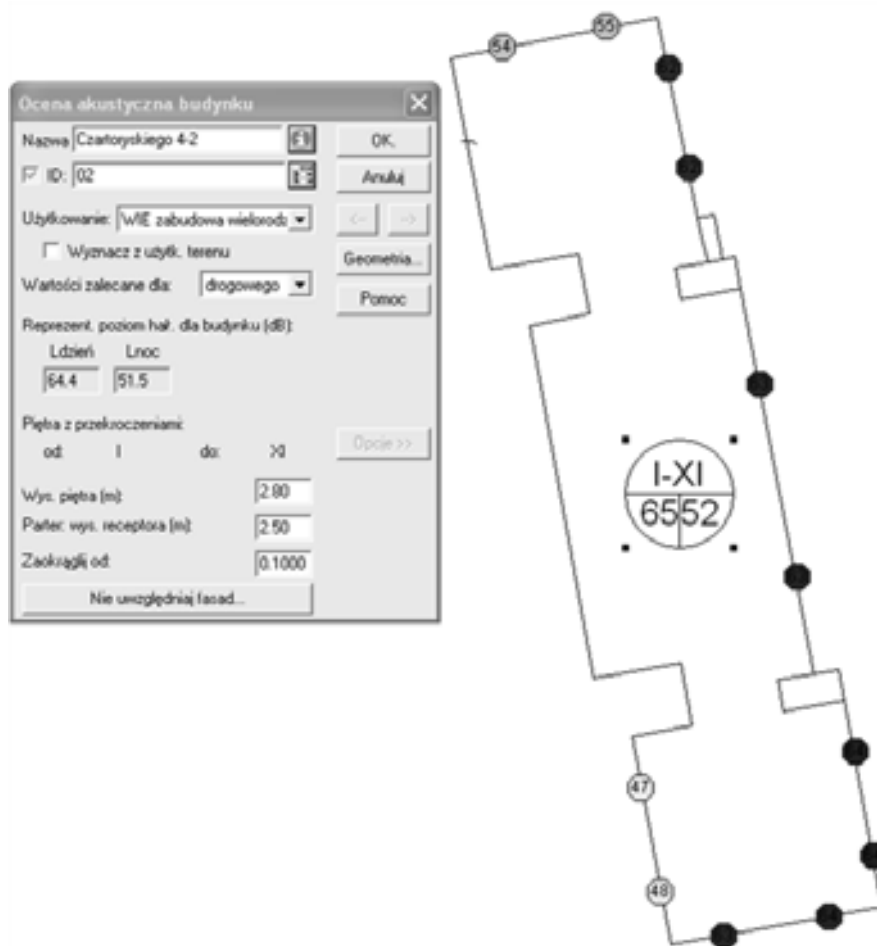 Ocena akustyczna budynku
Nazwa Czartoryskiego 4-2
OK.
ID: 02
Anuluj
Użytkowanie: WIE zabudowa wielorodz
<- ->
Wyznacz z użytk. terenu
Geometria...
Wartości zalecane dla: drogowego
Pomoc
Reprezent. poziom hał. dla budynku (dB):
Ldzień Lnoc
64.4 51.5
Piętra z przekroczeniami:
od: I do: XI
Opcje >>
Wys. piętra (m): 2.80
Parter: wys. receptora (m): 2.50
Zaokrąglij od: 0.1000
Nie uwzględniaj fasad...
54
55
I-XI
65 52
47
48